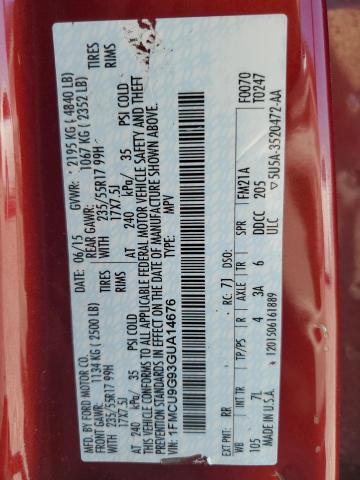 MFD. BY FORD MOTOR CO.
DATE: 06/15 GVWR: 2195 KG ( 4840 LB)
FRONT GAWR: 1134 KG ( 2500 LB) REAR GAWR: 1067 KG ( 2352 LB)
WITH 235/55R17 99H TIRES WITH 235/55R17 99H TIRES
17X7.5J RIMS 17X7.5J RIMS
AT 240 kPa/ 35 PSI COLD AT 240 kPa/ 35 PSI COLD
THIS VEHICLE CONFORMS TO ALL APPLICABLE FEDERAL MOTOR VEHICLE SAFETY AND THEFT
PREVENTION STANDARDS IN EFFECT ON THE DATE OF MANUFACTURE SHOWN ABOVE.
VIN: 1FMCU9G93GUA14676
TYPE: MPV
F0070
T0247
EXT PNT: RR RC: 71 DSO:
WB INT TR TP/PS R AXLE TR SPR FM21A
105 7L 4 3A 6 DDCC 205
MADE IN U.S.A. ULC
1201506161889 5U5A-3520472-AA